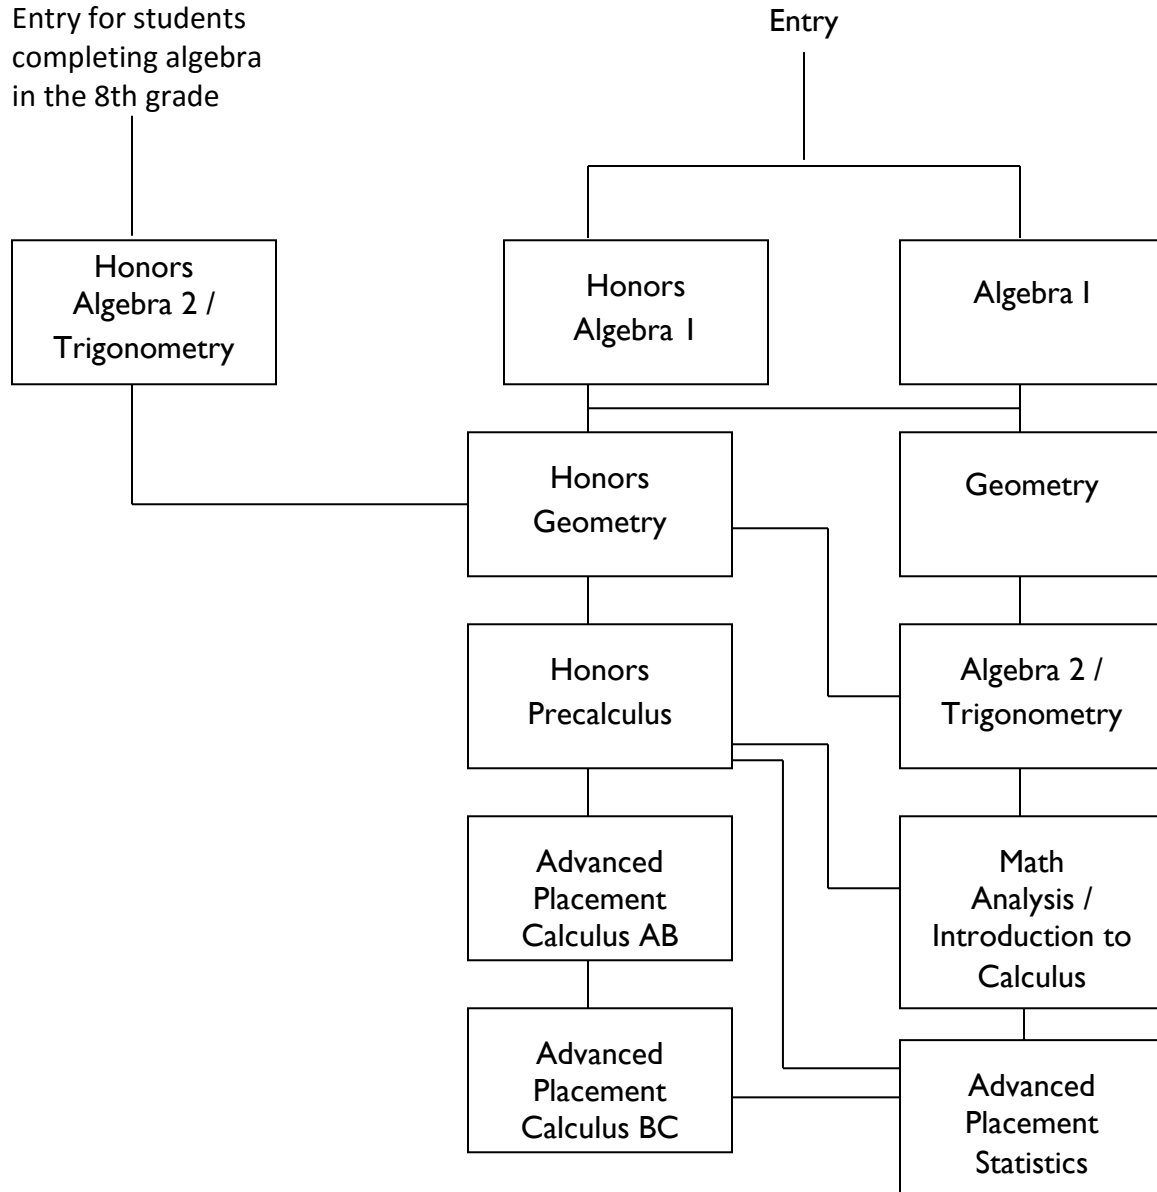 Entry for students
completing algebra
in the 8th grade
Entry
Honors
Algebra 2 /
Trigonometry
Honors
Algebra 1
Algebra I
Honors
Geometry
Geometry
Honors
Precalculus
Algebra 2 /
Trigonometry
Advanced
Placement
Calculus AB
Math
Analysis /
Introduction to
Calculus
Advanced
Placement
Calculus BC
Advanced
Placement
Statistics